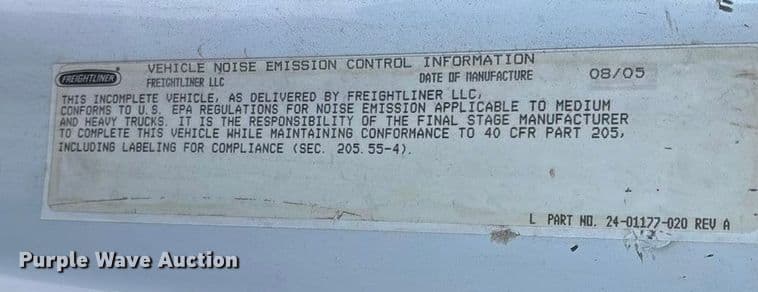 VEHICLE NOISE EMISSION CONTROL INFORMATION
FREIGHTLINER
FREIGHTLINER LLC DATE OF MANUFACTURE 08/05
THIS INCOMPLETE VEHICLE, AS DELIVERED BY FREIGHTLINER LLC,
CONFORMS TO U.S. EPA REGULATIONS FOR NOISE EMISSION APPLICABLE TO MEDIUM
AND HEAVY TRUCKS. IT IS THE RESPONSIBILITY OF THE FINAL STAGE MANUFACTURER
TO COMPLETE THIS VEHICLE WHILE MAINTAINING CONFORMANCE TO 40 CFR PART 205,
INCLUDING LABELING FOR COMPLIANCE (SEC. 205.55-4).
L PART NO. 24-01177-020 REV A
Purple Wave Auction